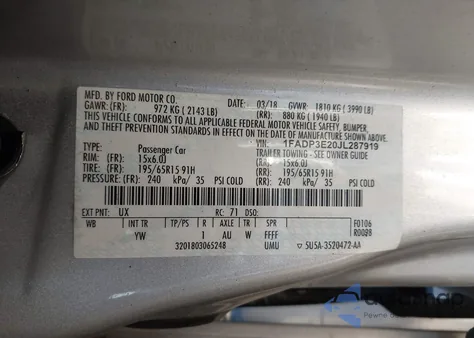 MFD. BY FORD MOTOR CO.
DATE: 03/18 GVWR: 1810 KG ( 3990 LB)
GAWR: (FR): 972 KG ( 2143 LB) (RR): 880 KG ( 1940 LB)
THIS VEHICLE CONFORMS TO ALL APPLICABLE FEDERAL MOTOR VEHICLE SAFETY, BUMPER,
AND THEFT PREVENTION STANDARDS IN EFFECT ON THE DATE OF MANUFACTURE SHOWN ABOVE.
VIN: 1FADP3E20JL287919
TYPE: Passenger Car TRAILER TOWING - SEE OWNER GUIDE
RIM: (FR): 15x6.0J (RR): 15x6.0J
TIRE: (FR): 195/65R15 91H (RR): 195/65R15 91H
PRESSURE: (FR): 240 kPa/ 35 PSI COLD (RR): 240 kPa/ 35 PSI COLD
EXT PNT: UX RC: 71 DSO: F0106
WB INT TR TP/PS R AXLE TR SPR R0098
YW 1 AU W FFFF
3201803065248 UMU ▽ 5U5A-3520472-AA